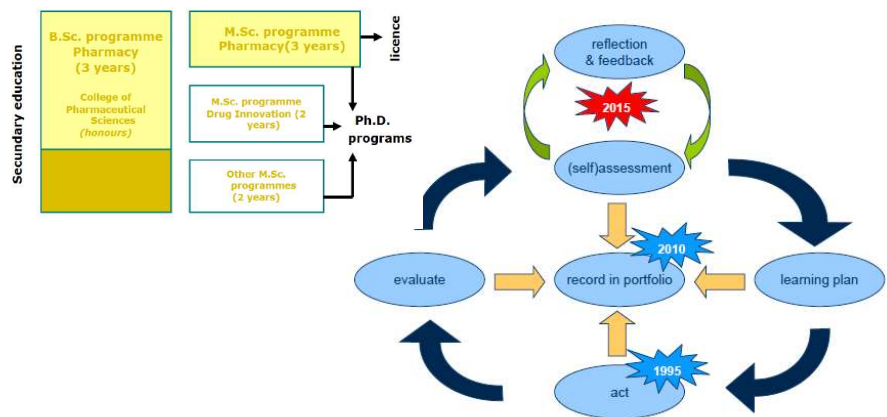 Secundary education
B.Sc. programme
Pharmacy
(3 years)
College of
Pharmaceutical
Sciences
(honours)
M.Sc. programme
Pharmacy(3 years)
licence
M.Sc. programme
Drug Innovation (2
years)
Ph.D.
programs
Other M.Sc.
programmes
(2 years)
reflection
& feedback
2015
(self)assessment
2010
evaluate
record in portfolio
learning plan
1995
act